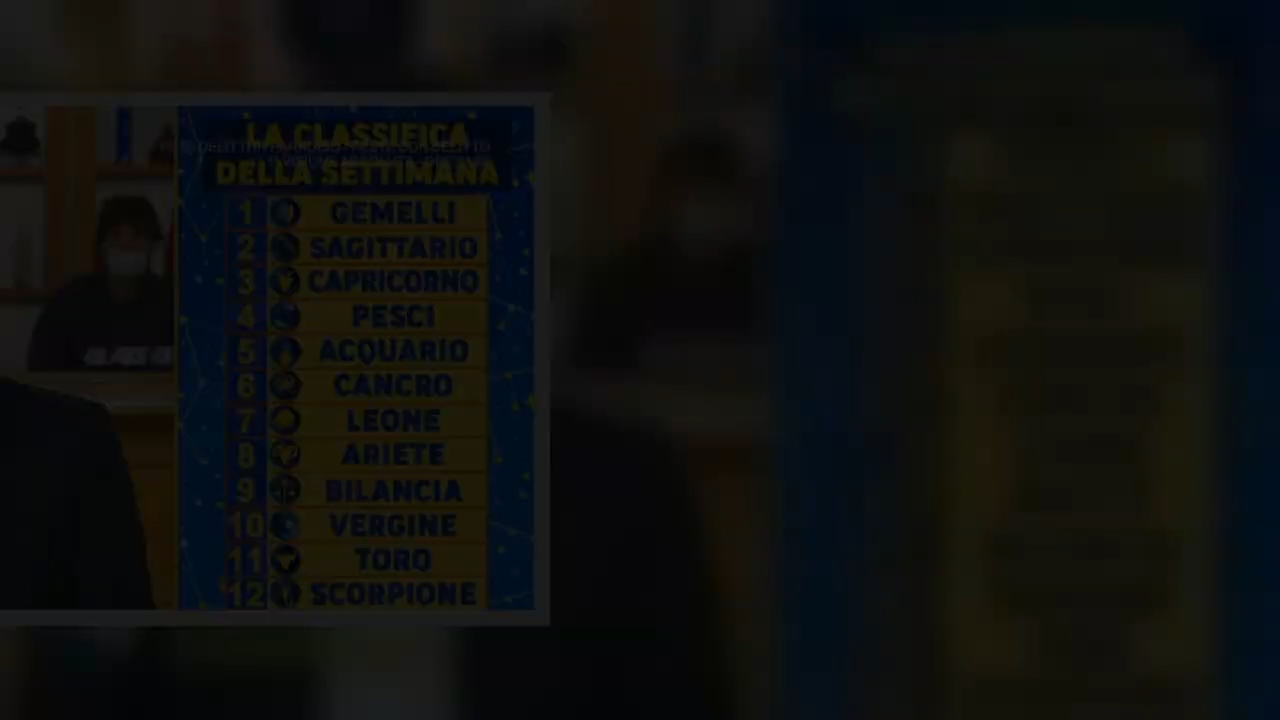 LA CLASSIFICA
DELLA SETTIMANA
1 GEMELLI
2 SAGITTARIO
3 CAPRICORNO
4 PESCI
5 ACQUARIO
6 CANCRO
7 LEONE
8 ARIETE
9 BILANCIA
10 VERGINE
11 TORO
12 SCORPIONE